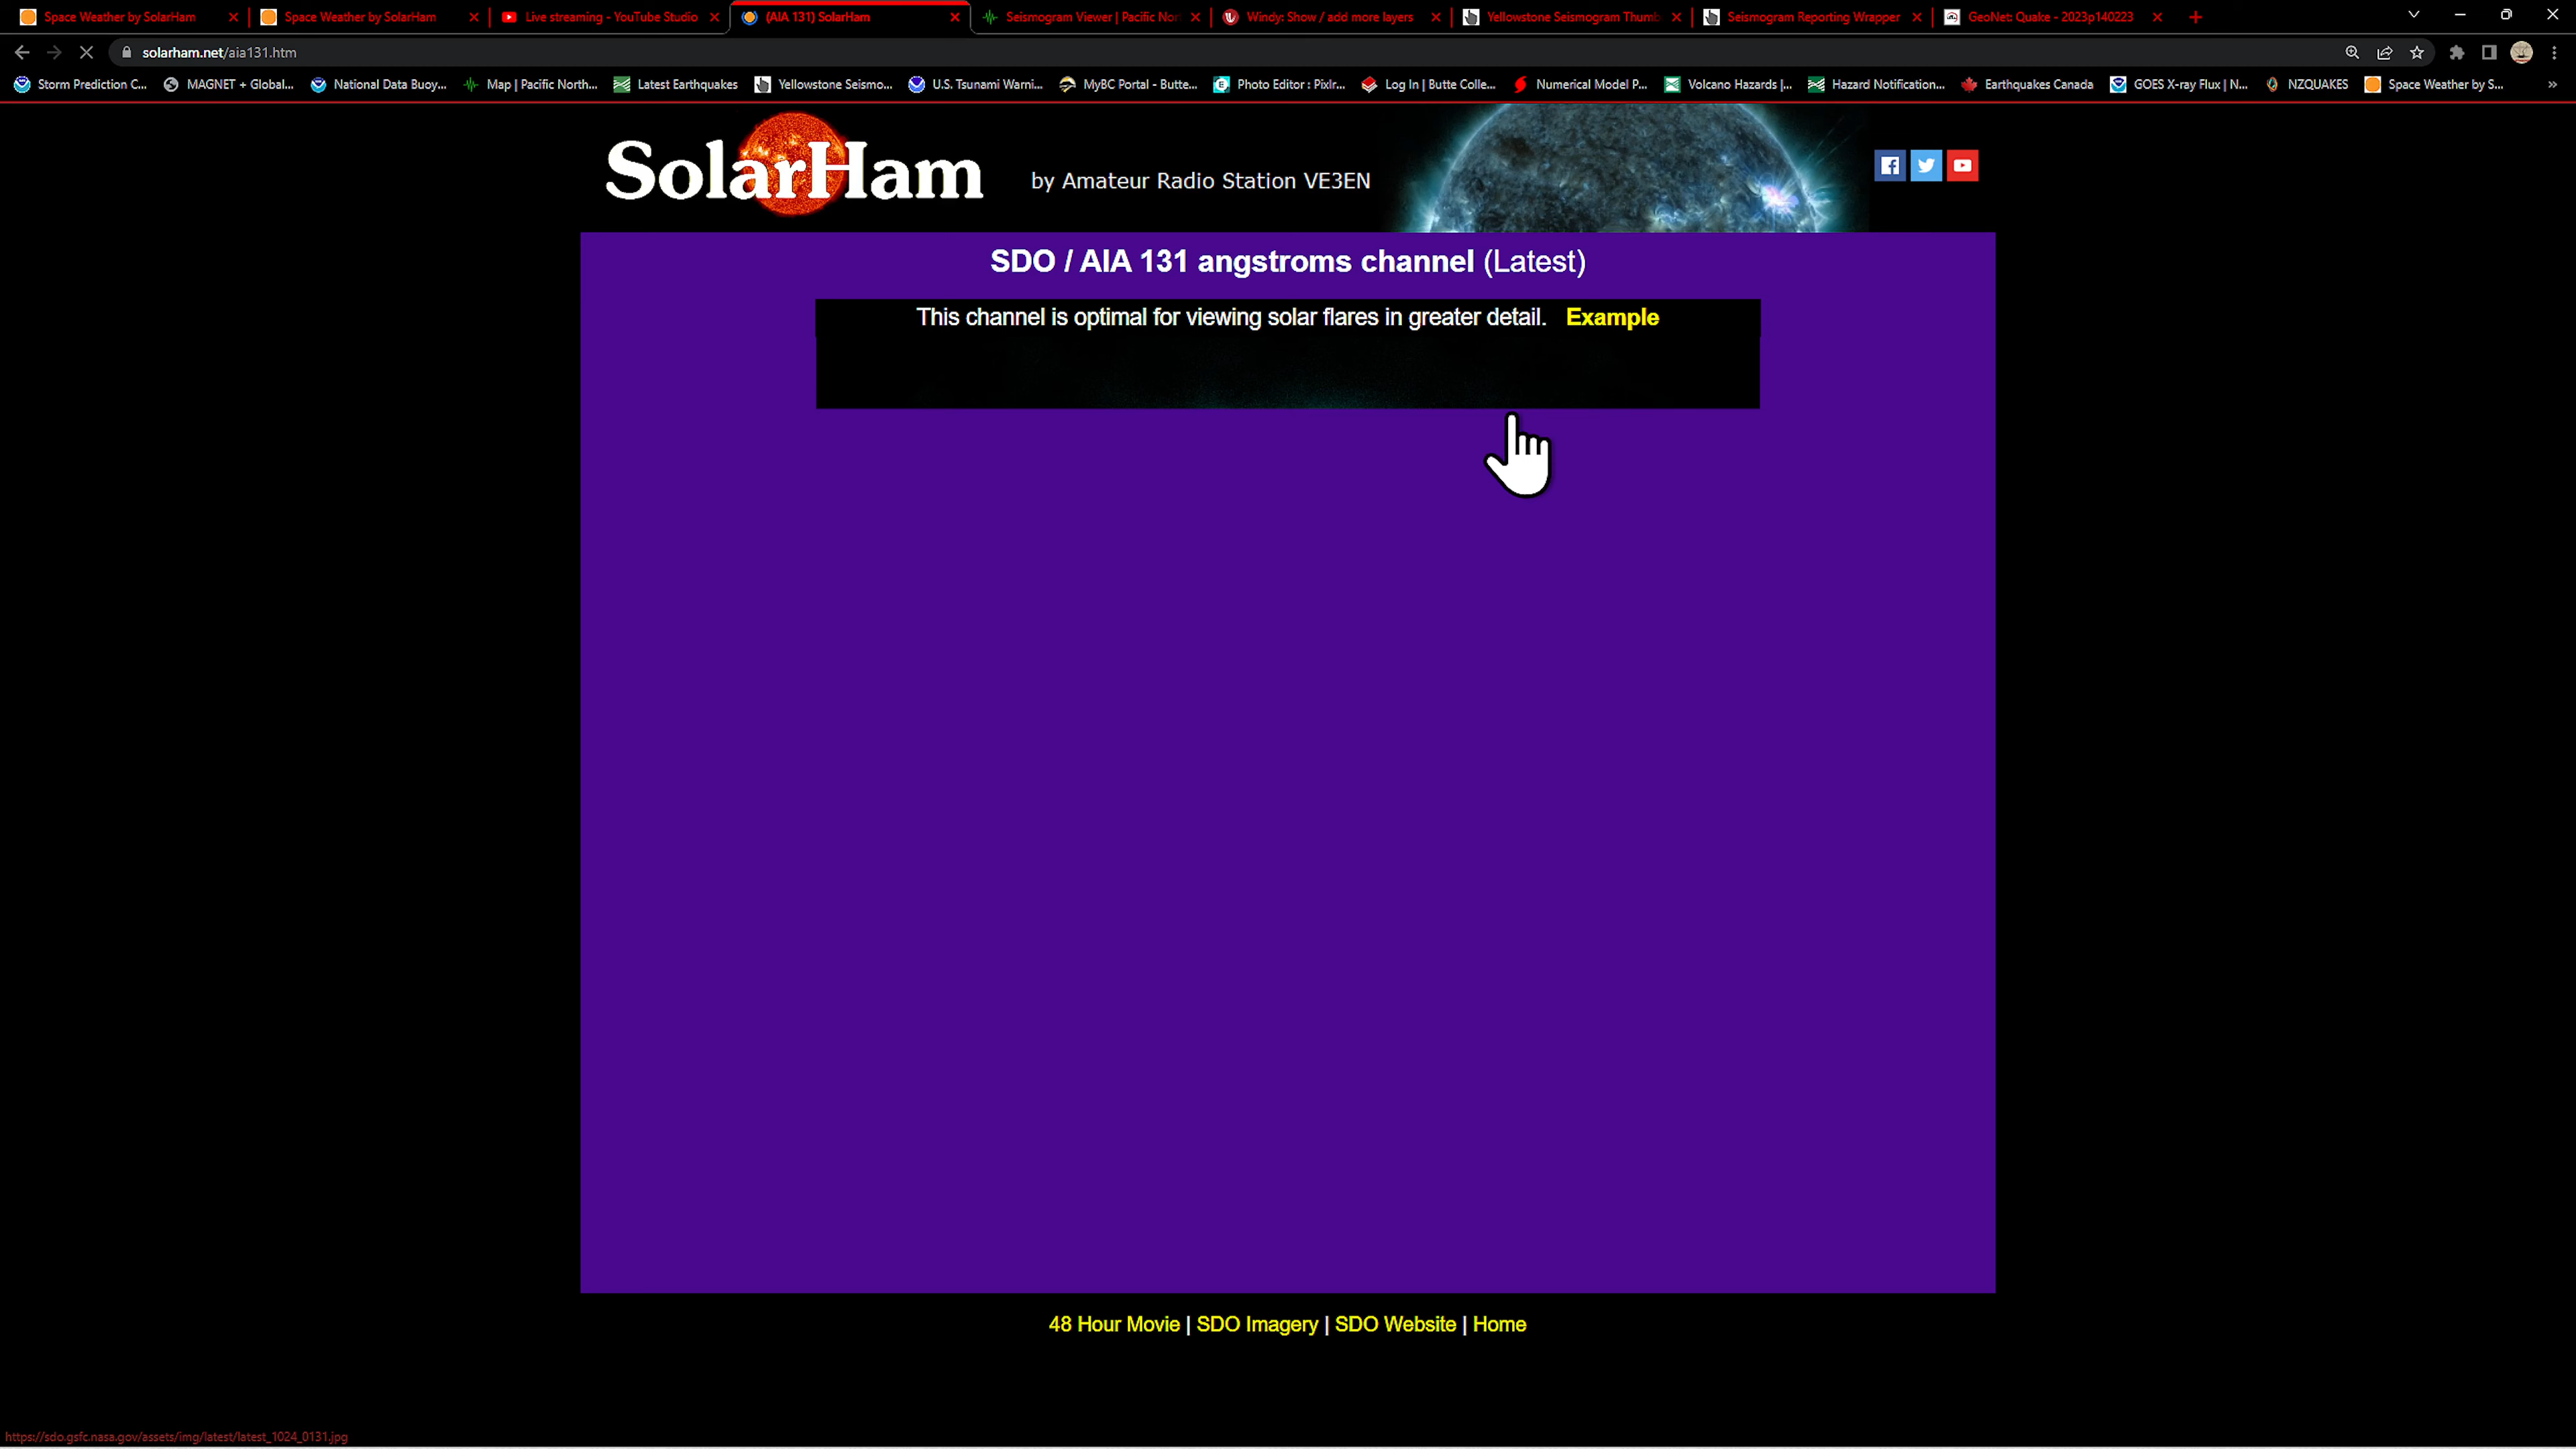 Space Weather by SolarHam
Space Weather by SolarHam
Live streaming - YouTube Studio
(AIA 131) SolarHam
Seismogram Viewer | Pacific Nor
Windy: Show / add more layers
Yellowstone Seismogram Thumb
Seismogram Reporting Wrapper
GeoNet: Quake - 2023p140223
solarham.net/aia131.htm
Storm Prediction C...
MAGNET + Global...
National Data Buoy...
Map | Pacific North...
Latest Earthquakes
Yellowstone Seismo...
U.S. Tsunami Warni...
MyBC Portal - Butte...
Photo Editor : Pixlr...
Log In | Butte Colle...
Numerical Model P...
Volcano Hazards |...
Hazard Notification...
Earthquakes Canada
GOES X-ray Flux | N...
NZQUAKES
Space Weather by S...
SolarHam
by Amateur Radio Station VE3EN
SDO / AIA 131 angstroms channel (Latest)
This channel is optimal for viewing solar flares in greater detail. Example
48 Hour Movie | SDO Imagery | SDO Website | Home
https://sdo.gsfc.nasa.gov/assets/img/latest/latest_1024_0131.jpg